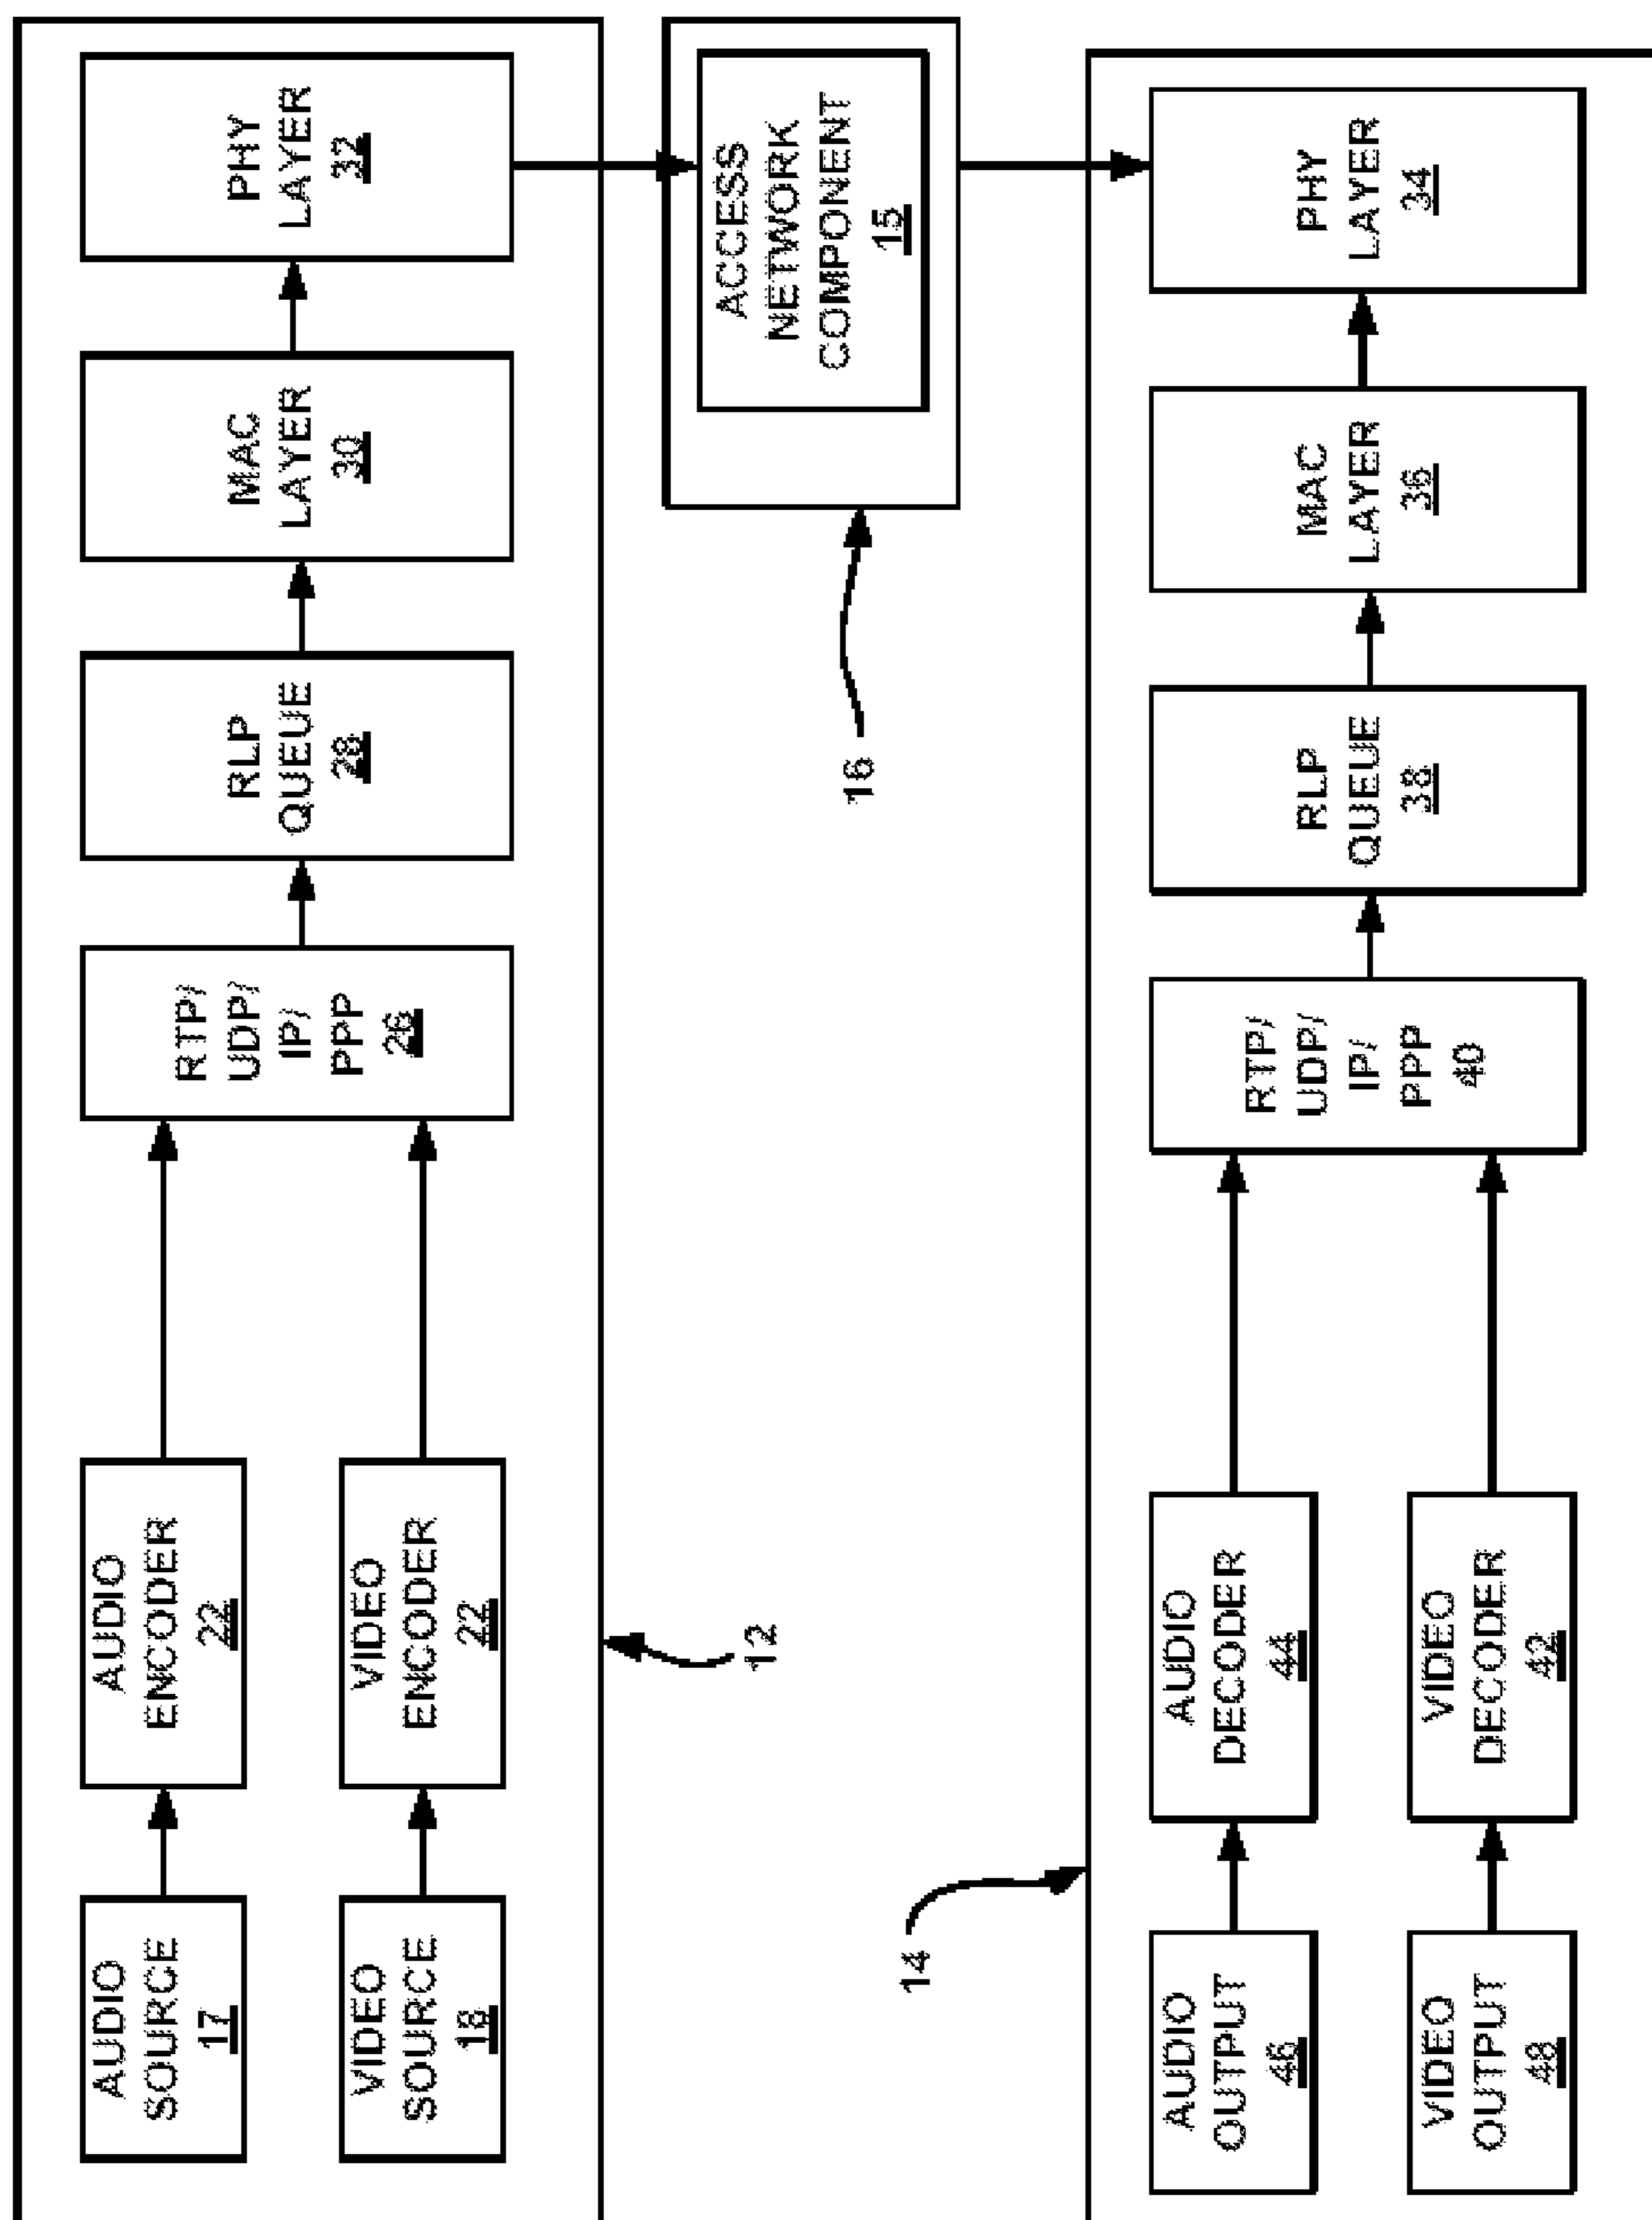 AUDIO
SOURCE
17
AUDIO
ENCODER
22
VIDEO
SOURCE
18
VIDEO
ENCODER
22
RTP/
UDP/
IP/
PPP
26
RLP
QUEUE
28
MAC
LAYER
30
PHY
LAYER
32
12
16
ACCESS
NETWORK
COMPONENT
15
14
AUDIO
OUTPUT
46
AUDIO
DECODER
44
VIDEO
OUTPUT
48
VIDEO
DECODER
42
RTP/
UDP/
IP/
PPP
40
RLP
QUEUE
38
MAC
LAYER
36
PHY
LAYER
34